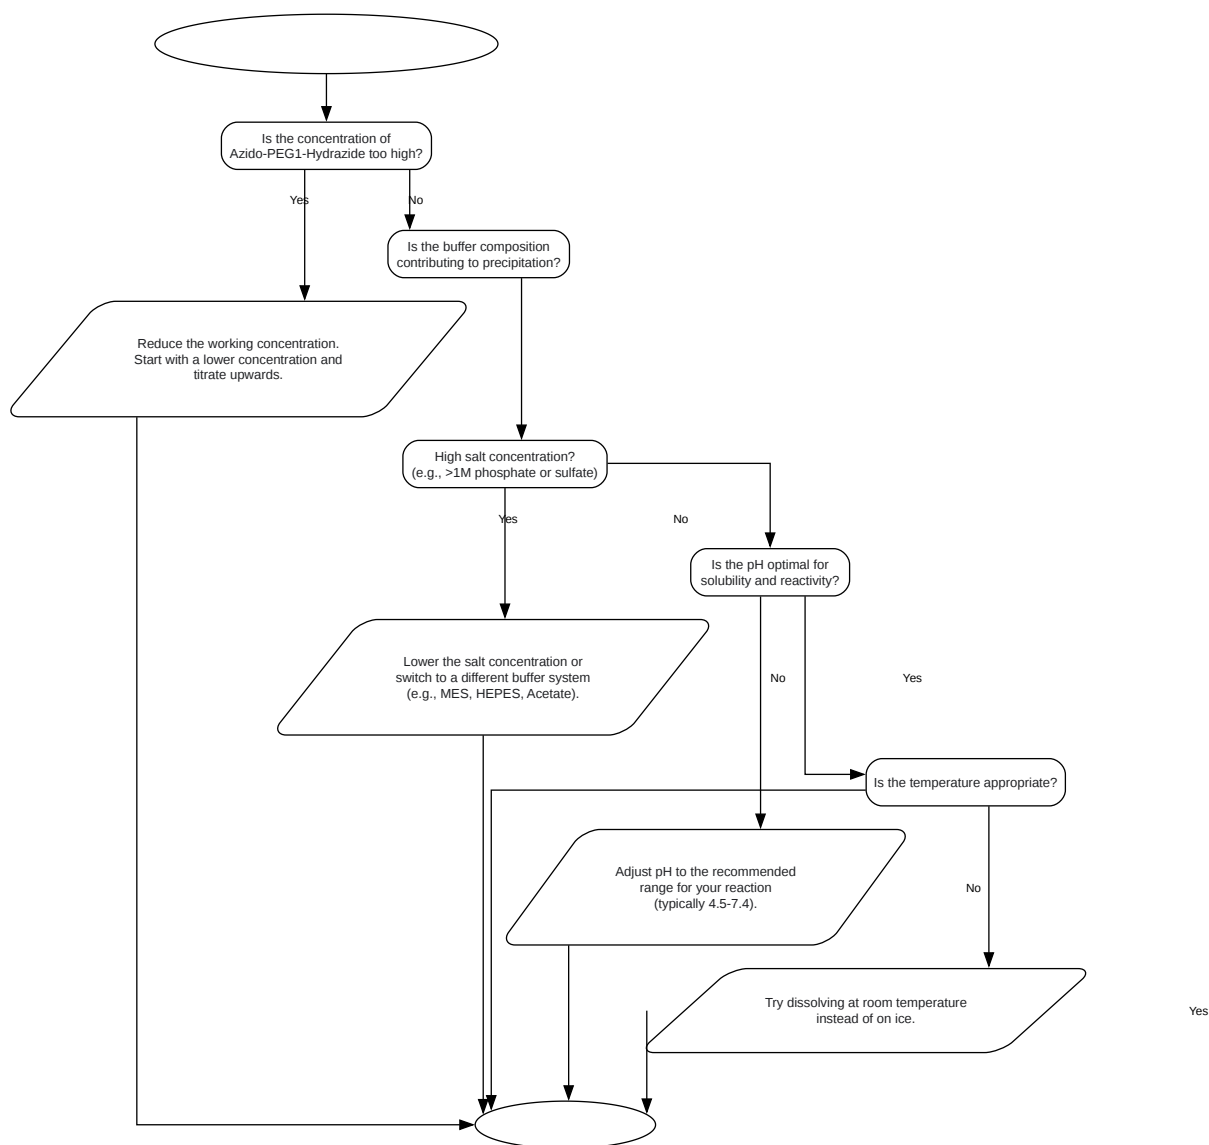 Is the concentration of
Azido-PEG1-Hydrazide too high?
Yes
No
Is the buffer composition
contributing to precipitation?
Reduce the working concentration.
Start with a lower concentration and
titrate upwards.
High salt concentration?
(e.g., >1M phosphate or sulfate)
Yes
No
Is the pH optimal for
solubility and reactivity?
Lower the salt concentration or
switch to a different buffer system
(e.g., MES, HEPES, Acetate).
No
Yes
Is the temperature appropriate?
Adjust pH to the recommended
range for your reaction
(typically 4.5-7.4).
No
Try dissolving at room temperature
instead of on ice.
Yes